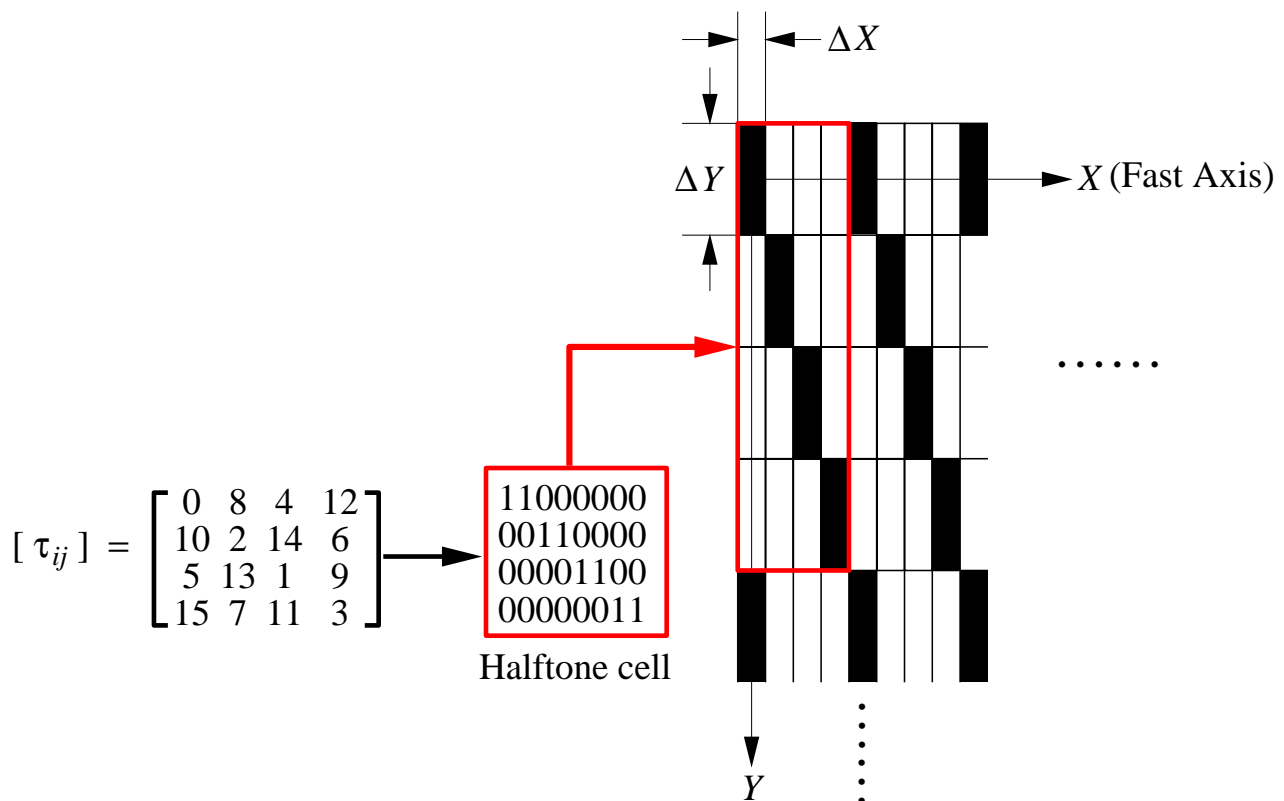 ΔX
ΔY
X (Fast Axis)
......
[ τij ] =
0 8 4 12
10 2 14 6
5 13 1 9
15 7 11 3
11000000
00110000
00001100
00000011
Halftone cell
Y